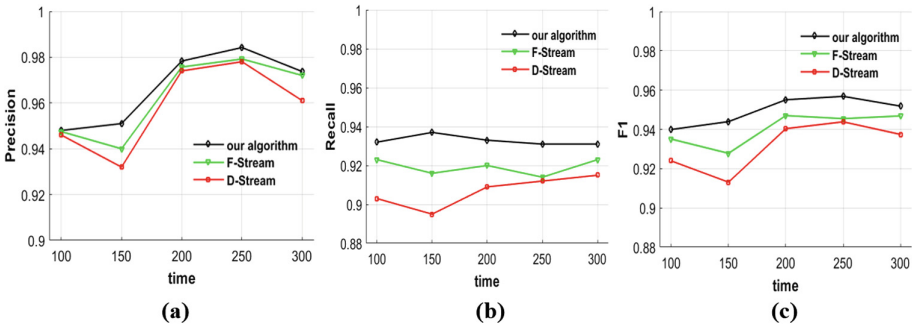 1
0.98
0.96
0.94
0.92
0.9
Precision
our algorithm
F-Stream
D-Stream
100 150 200 250 300
time
(a)
1
0.98
0.96
0.94
0.92
0.9
0.88
Recall
our algorithm
F-Stream
D-Stream
100 150 200 250 300
time
(b)
1
0.98
0.96
0.94
0.92
0.9
0.88
F1
our algorithm
F-Stream
D-Stream
100 150 200 250 300
time
(c)